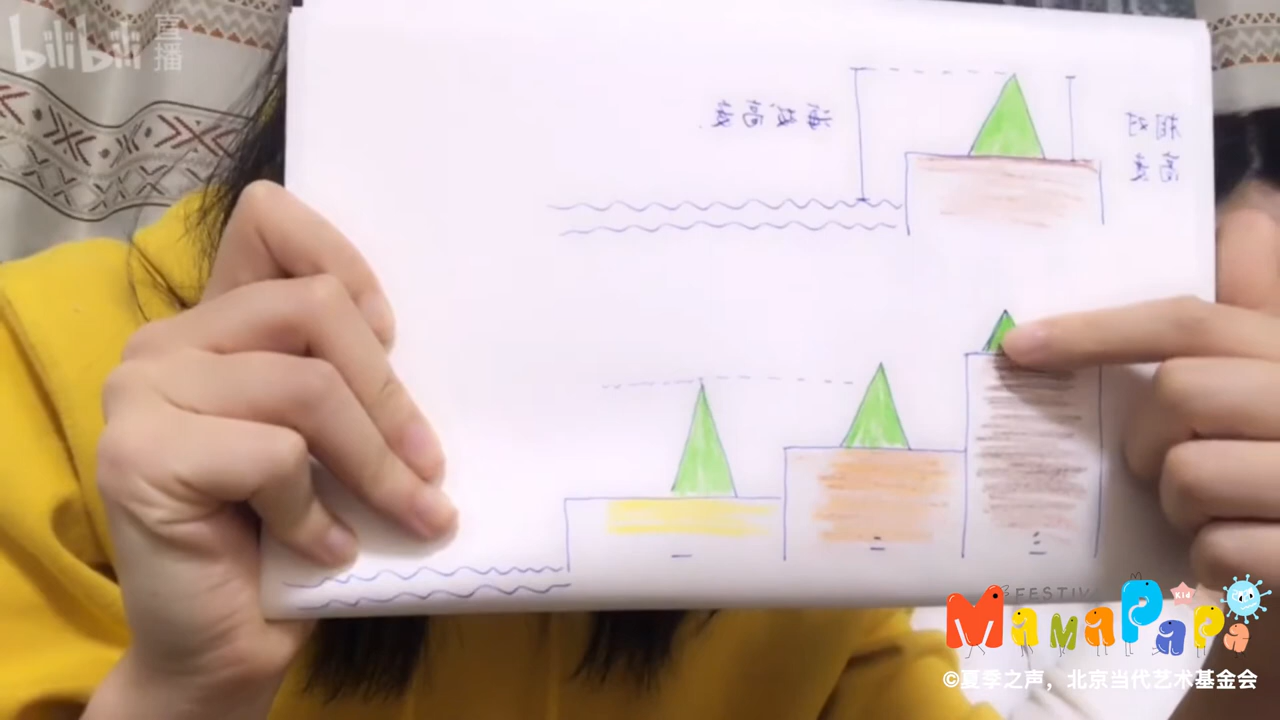 bilibili 直播
海拔高度
相对
高度
一
二
三
FESTIVAL
MamaPaPa
Kid
©夏季之声，北京当代艺术基金会